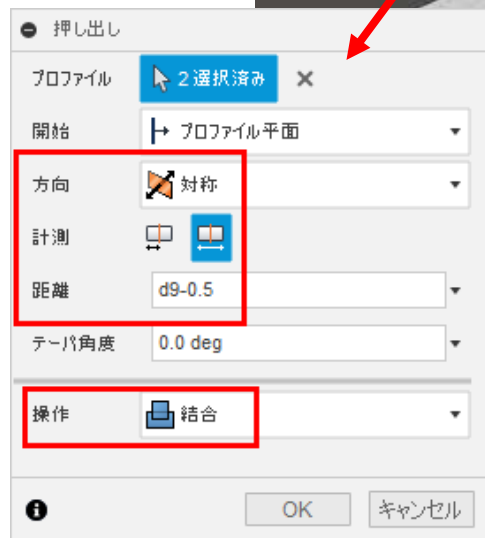 押し出し
プロファイル 2 選択済み
開始 プロファイル平面
方向 対称
計測
距離 d9-0.5
テーパ角度 0.0 deg
操作 結合
OK キャンセル